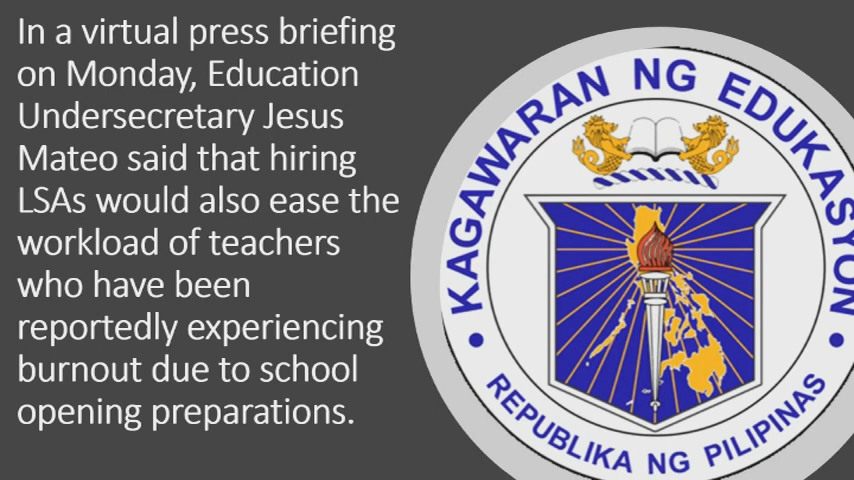 In a virtual press briefing
on Monday, Education
Undersecretary Jesus
Mateo said that hiring
LSAs would also ease the
workload of teachers
who have been
reportedly experiencing
burnout due to school
opening preparations.
KAGAWARAN NG EDUKASYON
REPUBLIKA NG PILIPINAS